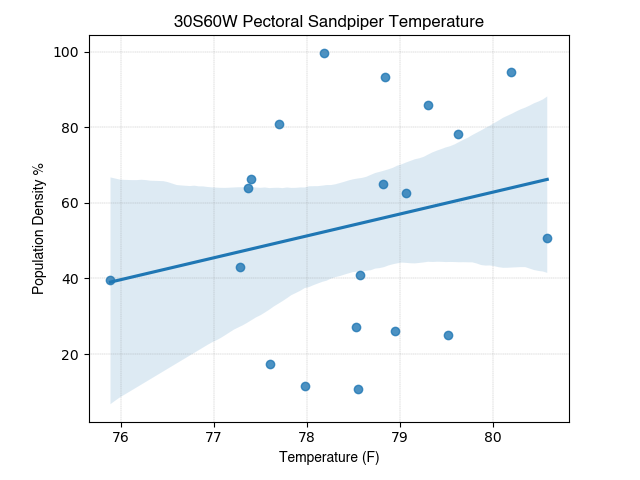 30S60W Pectoral Sandpiper Temperature
100
80
60
40
20
Population Density %
76 77 78 79 80
Temperature (F)